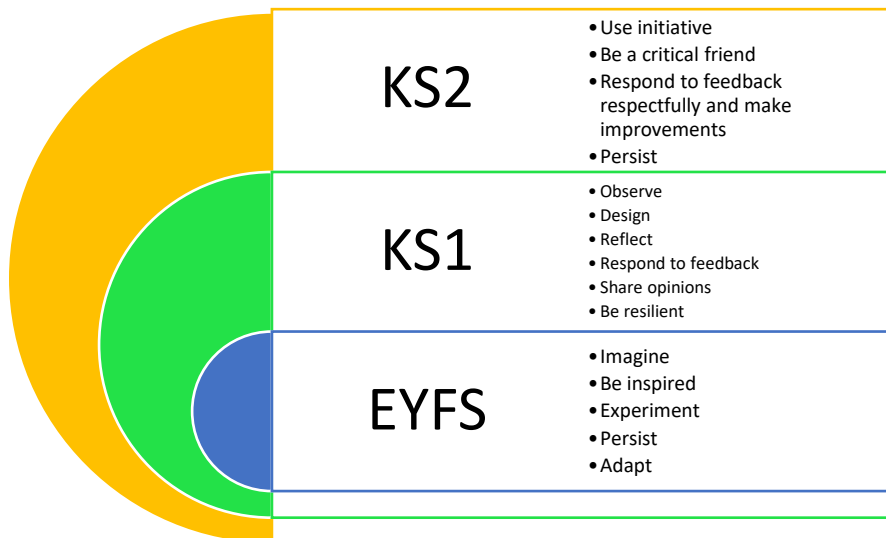 KS2
• Use initiative
• Be a critical friend
• Respond to feedback
respectfully and make
improvements
• Persist
KS1
• Observe
• Design
• Reflect
• Respond to feedback
• Share opinions
• Be resilient
EYFS
• Imagine
• Be inspired
• Experiment
• Persist
• Adapt